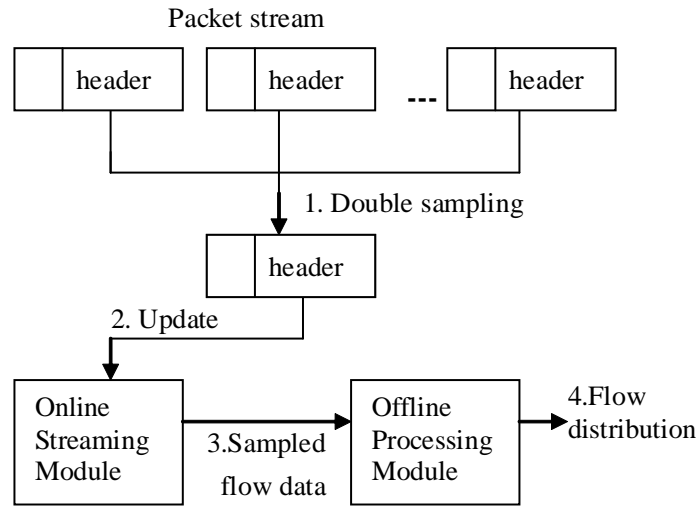 Packet stream
header
header
---
header
1. Double sampling
header
2. Update
Online
Streaming
Module
3.Sampled
flow data
Offline
Processing
Module
4.Flow
distribution